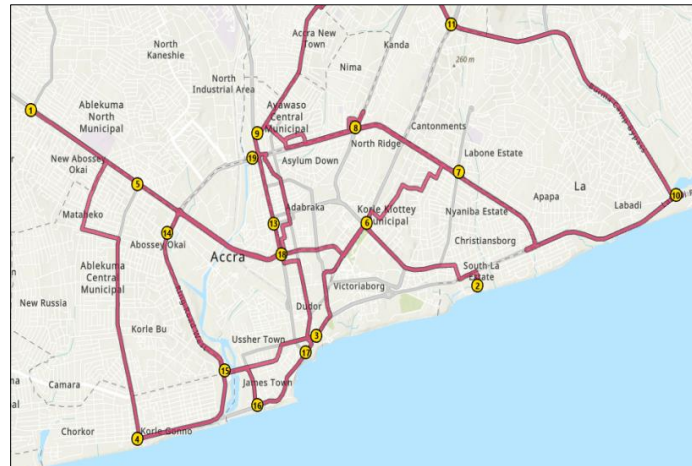 Accra New
Town
11
Kanda
North
Kaneshie
Nima
260 m
North
Industrial Area
Burma Camp Bypass
Ablekuma
North
Municipal
1
Ayawaso
Central
Municipal
8
Cantonments
9
North Ridge
19
Asylum Down
Labone Estate
New Abossey
Okai
5
7
La
10
Adabraka
Nyaniba Estate
Apapa
Labadi
Matabeko
13
6
Korle Klottey
Municipal
14
Abossey Okai
Christiansborg
Accra
18
Ablekuma
Central
Municipal
South La
Estate
2
Victoriaborg
New Russia
Dudor
Korle Bu
Ussher Town
3
17
15
James Town
Camara
16
Chorkor
4
Korle Gonno